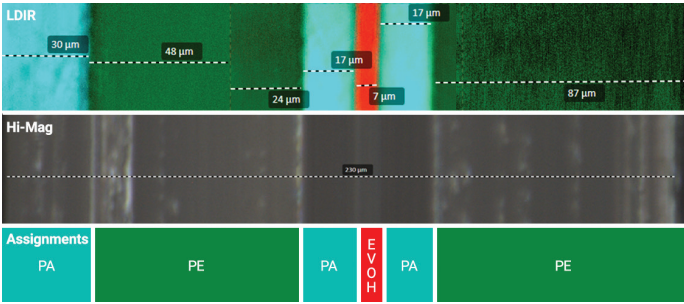 LDIR
30 µm
48 µm
24 µm
17 µm
7 µm
17 µm
87 µm
Hi-Mag
230 µm
Assignments
PA
PE
PA
EVOH
PA
PE